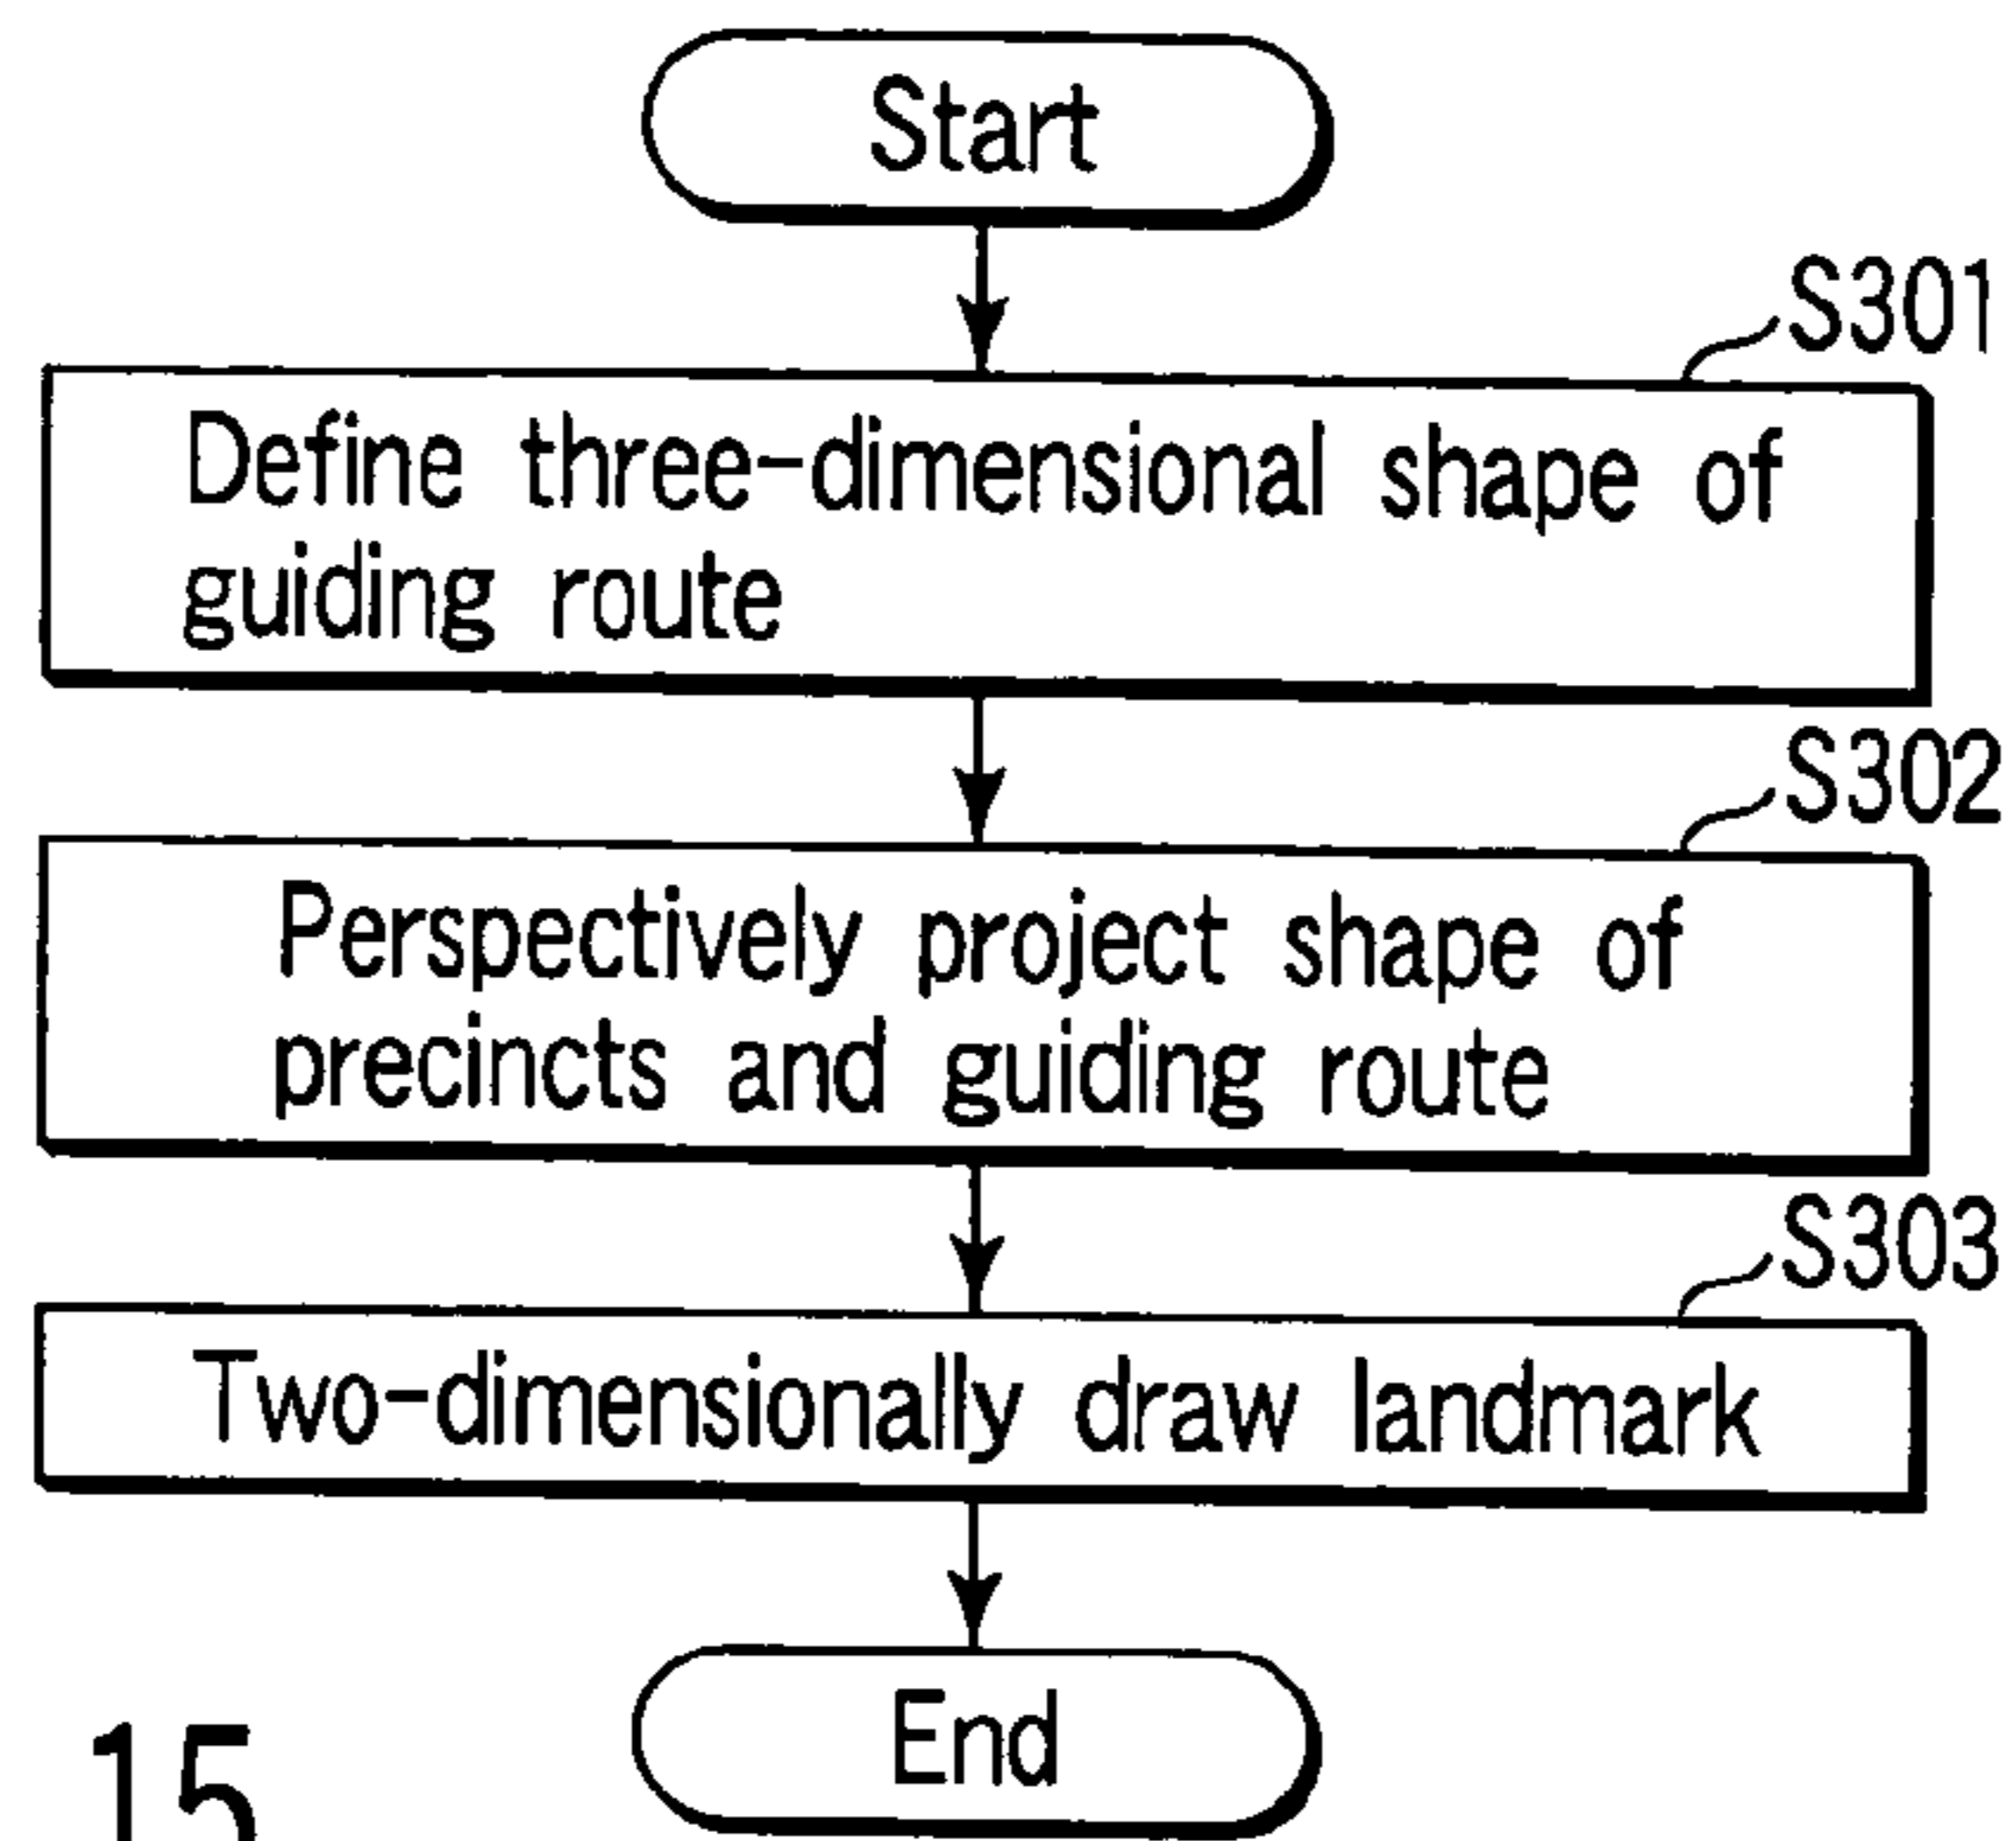 Start
S301
Define three-dimensional shape of
guiding route
S302
Perspectively project shape of
precincts and guiding route
S303
Two-dimensionally draw landmark
End
15